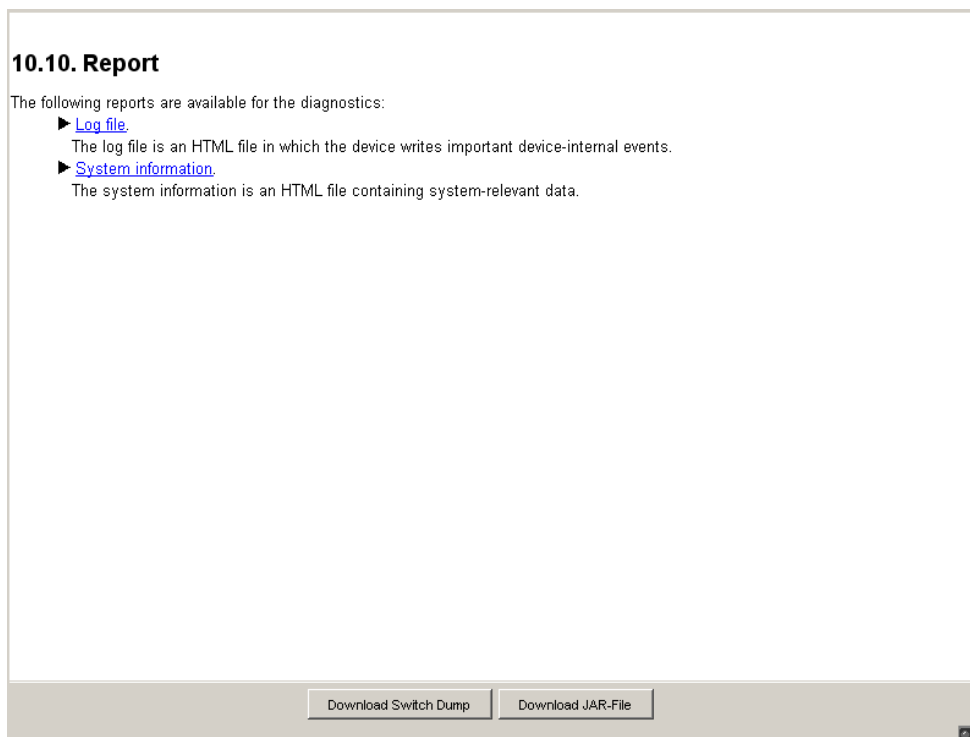 10.10. Report
The following reports are available for the diagnostics:
► Log file.
The log file is an HTML file in which the device writes important device-internal events.
► System information.
The system information is an HTML file containing system-relevant data.
Download Switch Dump Download JAR-File